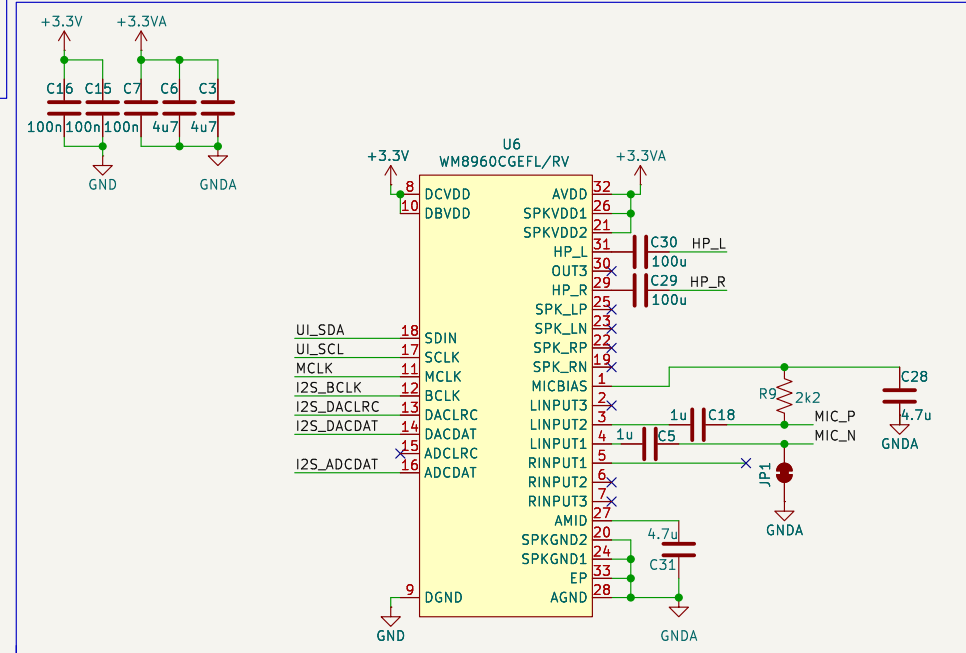 +3.3V +3.3VA
C16 C15 C7 C6 C3
100n 100n 100n 4u7 4u7
GND GNDA
U6
WM8960CGEFL/RV
+3.3V +3.3VA
8 DCVDD AVDD 32
10 DBVDD SPKVDD1 26
SPKVDD2 21
HP_L 31 C30 HP_L
100u
OUT3 30
HP_R 29 C29 HP_R
100u
SPK_LP 25
SPK_LN 23
UI_SDA 18 SDIN SPK_RP 22
UI_SCL 17 SCLK SPK_RN 19
MCLK 11 MCLK MICBIAS 1 R9 2k2 C28
I2S_BCLK 12 BCLK LINPUT3 2 4.7u
I2S_DACLRC 13 DACLRC LINPUT2 3 1u C18 MIC_P
I2S_DACDAT 14 DACDAT LINPUT1 4 1u C5 MIC_N GNDA
15 ADCLRC RINPUT1 5
I2S_ADCDAT 16 ADCDAT RINPUT2 6 JP1
RINPUT3 7
AMID 27 GNDA
SPKGND2 20 4.7u
SPKGND1 24 C31
EP 33
9 DGND AGND 28
GND GNDA